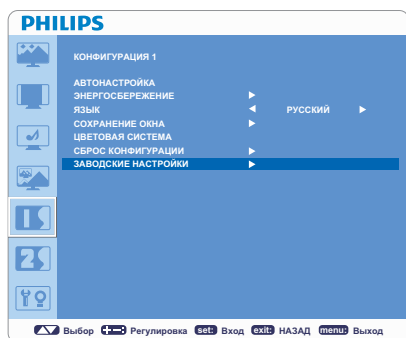 PHILIPS
КОНФИГУРАЦИЯ 1
АВТОНАСТРОЙКА
ЭНЕРГОСБЕРЕЖЕНИЕ
ЯЗЫК РУССКИЙ
СОХРАНЕНИЕ ОКНА
ЦВЕТОВАЯ СИСТЕМА
СБРОС КОНФИГУРАЦИИ
ЗАВОДСКИЕ НАСТРОЙКИ
Выбор Регулировка set: Вход exit: НАЗАД menu: Выход